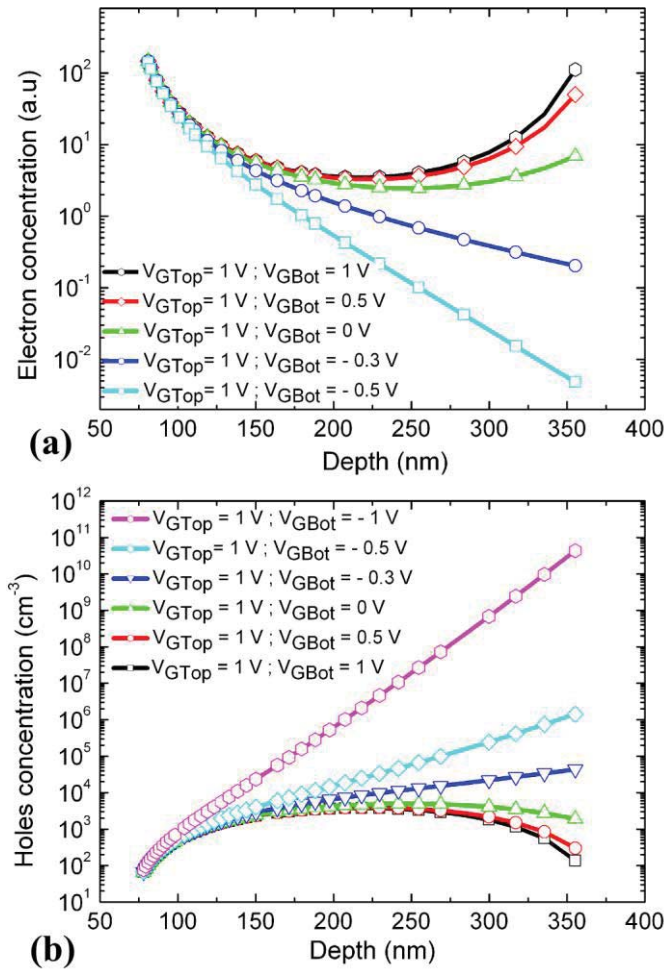 Electron concentration (a.u)
10²
10¹
10⁰
10⁻¹
10⁻²
V_GTop = 1 V ; V_GBot = 1 V
V_GTop = 1 V ; V_GBot = 0.5 V
V_GTop = 1 V ; V_GBot = 0 V
V_GTop = 1 V ; V_GBot = - 0.3 V
V_GTop = 1 V ; V_GBot = - 0.5 V
50 100 150 200 250 300 350 400
(a)
Depth (nm)
Holes concentration (cm⁻³)
10¹²
10¹¹
10¹⁰
10⁹
10⁸
10⁷
10⁶
10⁵
10⁴
10³
10²
10¹
V_GTop = 1 V ; V_GBot = - 1 V
V_GTop = 1 V ; V_GBot = - 0.5 V
V_GTop = 1 V ; V_GBot = - 0.3 V
V_GTop = 1 V ; V_GBot = 0 V
V_GTop = 1 V ; V_GBot = 0.5 V
V_GTop = 1 V ; V_GBot = 1 V
50 100 150 200 250 300 350 400
(b)
Depth (nm)